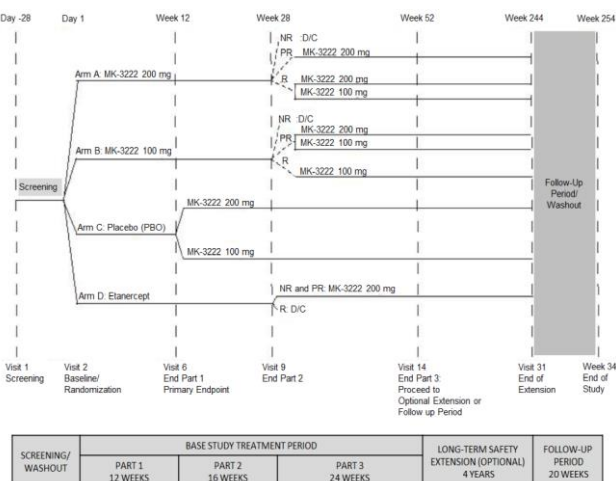 Day -28 Day 1 Week 12 Week 28 Week 52 Week 244 Week 254
NR :D/C
PR MK-3222 200 mg
Arm A: MK-3222 200 mg
R MK-3222 200 mg
MK-3222 100 mg
NR :D/C
MK-3222 200 mg
PR
MK-3222 100 mg
Arm B: MK-3222 100 mg
R
MK-3222 100 mg
Screening
Follow-Up
Period/
Washout
MK-3222 200 mg
Arm C: Placebo (PBO)
MK-3222 100 mg
NR and PR: MK-3222 200 mg
Arm D: Etanercept
R: D/C
Visit 1 Visit 2 Visit 6 Visit 9 Visit 14 Visit 31 Week 34
Screening Baseline/ End Part 1 End Part 2 End Part 3: End of End of
Randomization Primary Endpoint Proceed to Extension Study
Optional Extension or
Follow up Period
SCREENING/
WASHOUT
BASE STUDY TREATMENT PERIOD
PART 1
12 WEEKS
PART 2
16 WEEKS
PART 3
24 WEEKS
LONG-TERM SAFETY
EXTENSION (OPTIONAL)
4 YEARS
FOLLOW-UP
PERIOD
20 WEEKS